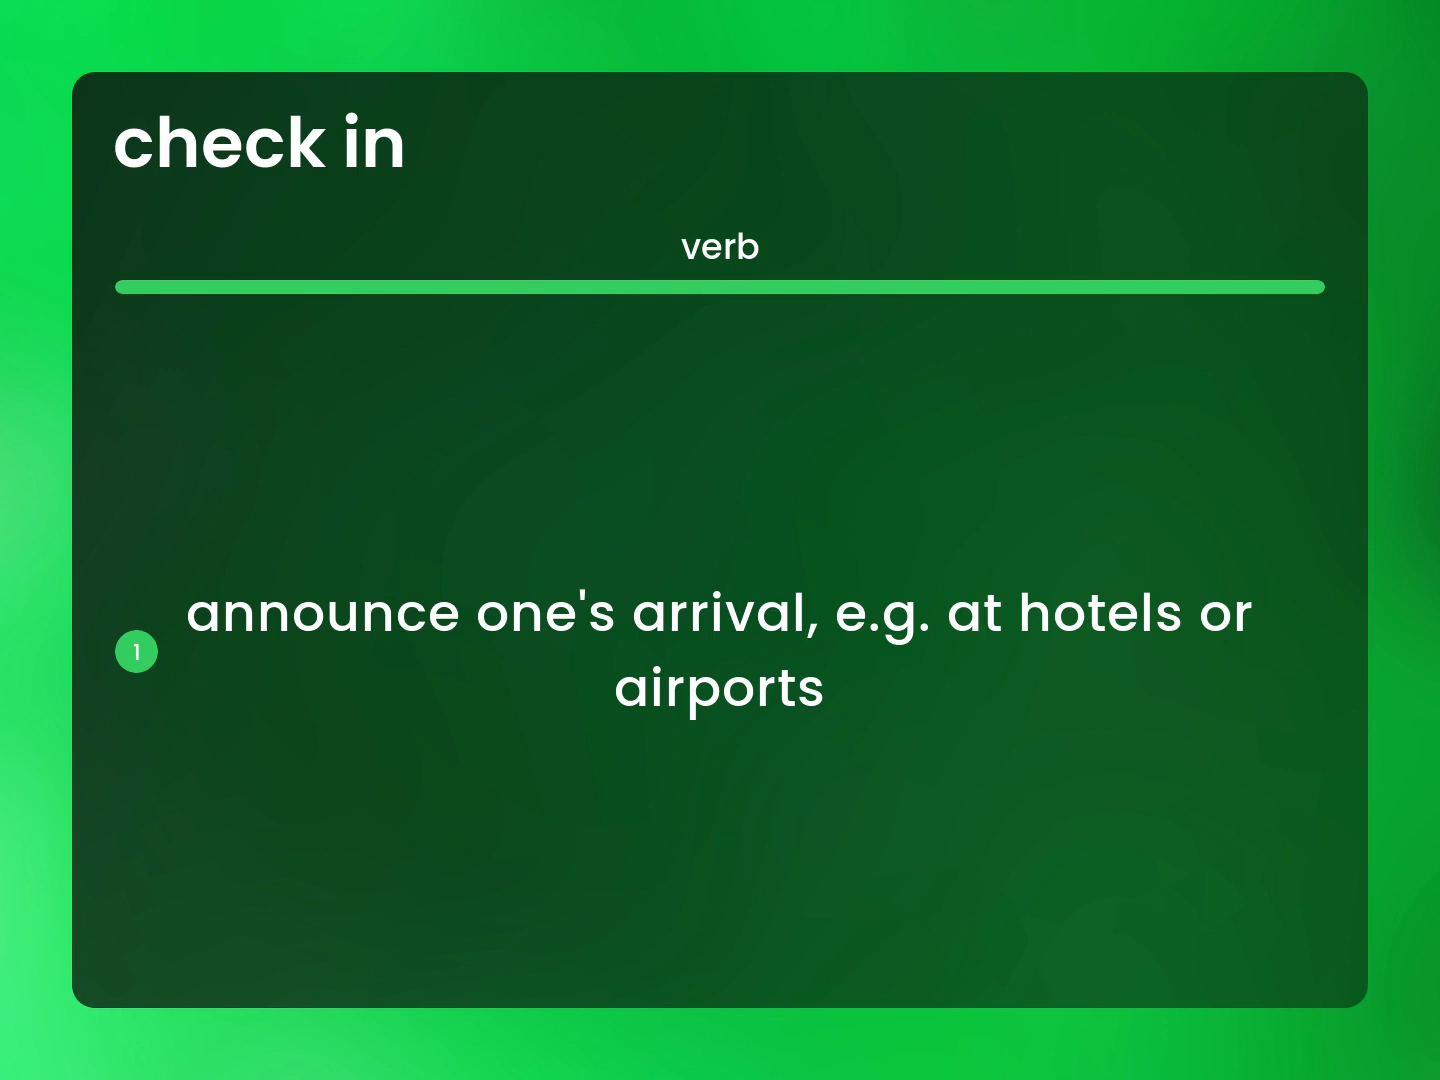 check in
verb
1
announce one's arrival, e.g. at hotels or
airports